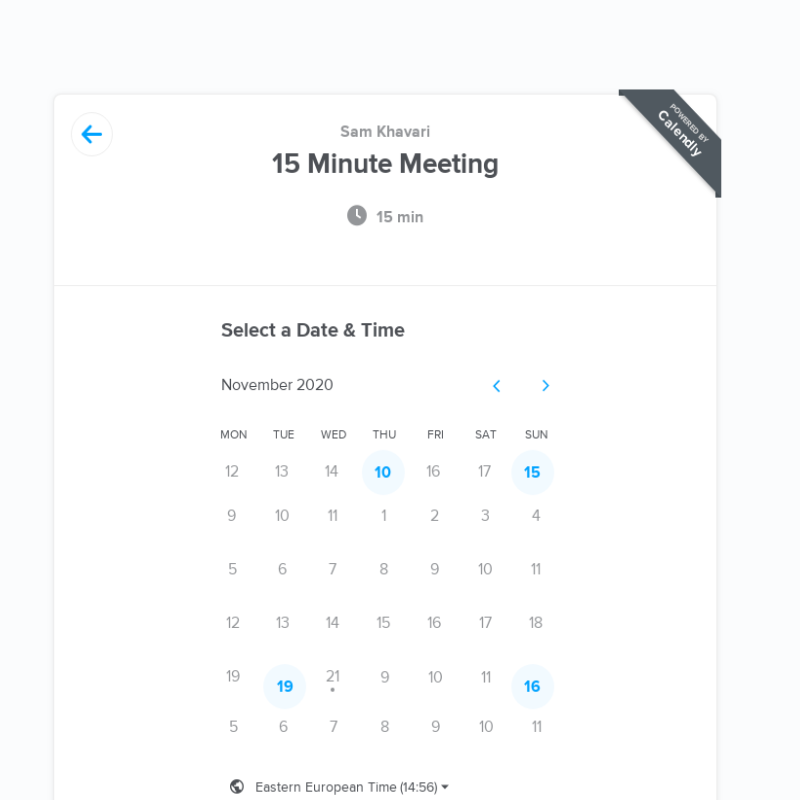 POWERED BY
Calendly
Sam Khavari
15 Minute Meeting
15 min
Select a Date & Time
November 2020
MON TUE WED THU FRI SAT SUN
12 13 14 10 16 17 15
9 10 11 1 2 3 4
5 6 7 8 9 10 11
12 13 14 15 16 17 18
19 19 21 9 10 11 16
5 6 7 8 9 10 11
Eastern European Time (14:56)